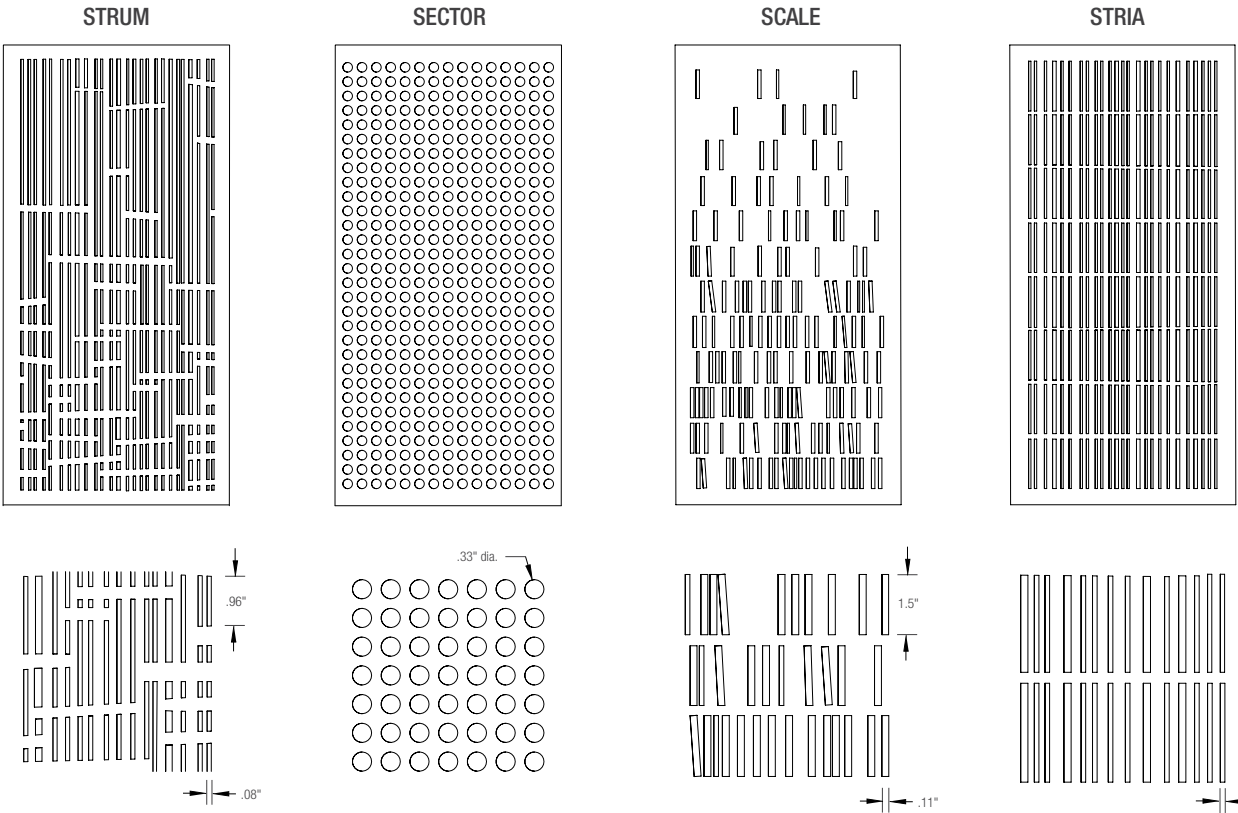 STRUM
SECTOR
SCALE
STRIA
.96"
.08"
.33" dia.
1.5"
.11"